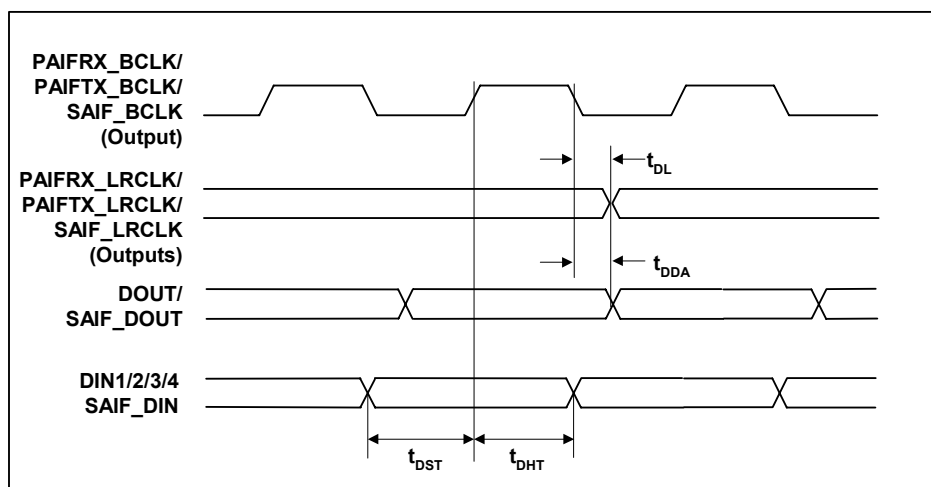 PAIFRX_BCLK/
PAIFTX_BCLK/
SAIF_BCLK
(Output)
tDL
PAIFRX_LRCLK/
PAIFTX_LRCLK/
SAIF_LRCLK
(Outputs)
tDDA
DOUT/
SAIF_DOUT
DIN1/2/3/4
SAIF_DIN
tDST
tDHT